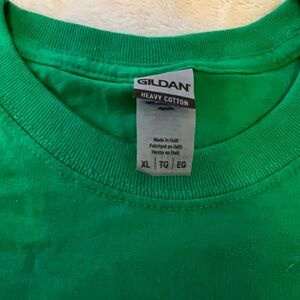 GILDAN
HEAVY COTTON
Made in Haiti
Fabriqué en Haïti
Hecho en Haití
XL | TG | EG